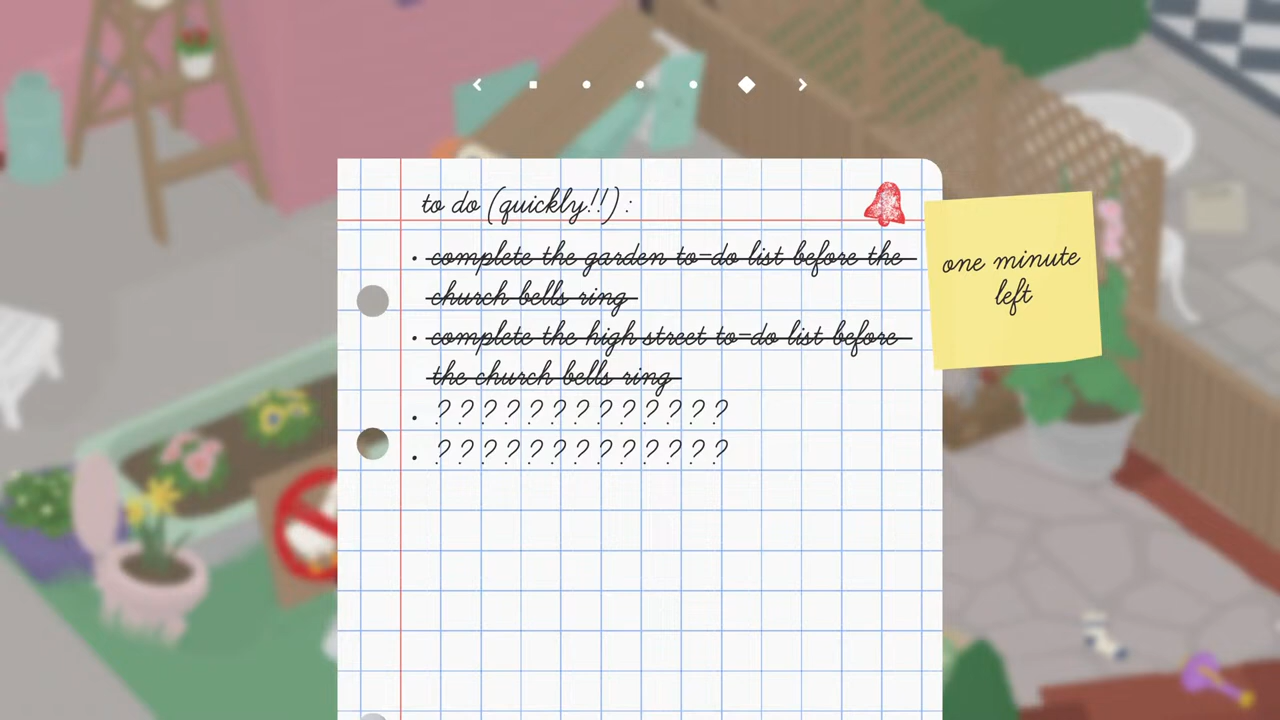 to do (quickly!!) :
• complete the garden to-do list before the
church bells ring
• complete the high street to-do list before
the church bells ring
• ? ? ? ? ? ? ? ? ? ? ? ? ?
• ? ? ? ? ? ? ? ? ? ? ? ? ?
one minute
left